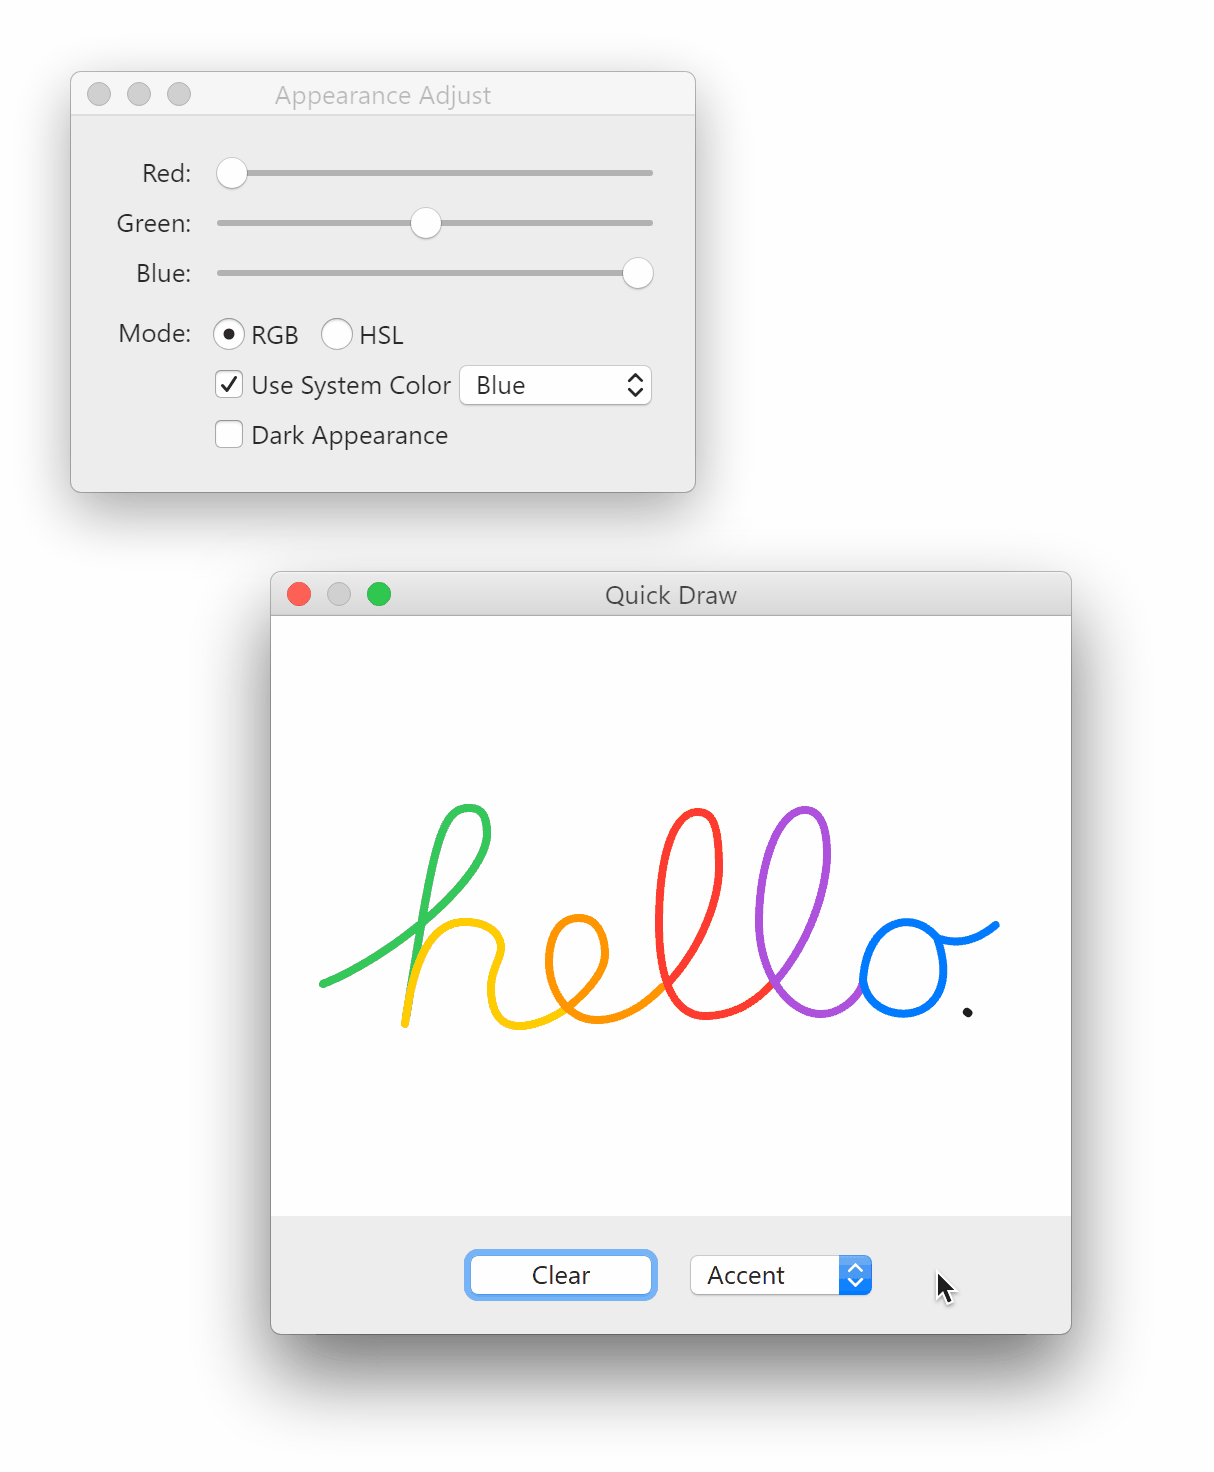 Appearance Adjust
Red:
Green:
Blue:
Mode: RGB HSL
Use System Color Blue
Dark Appearance
Quick Draw
hello.
Clear Accent